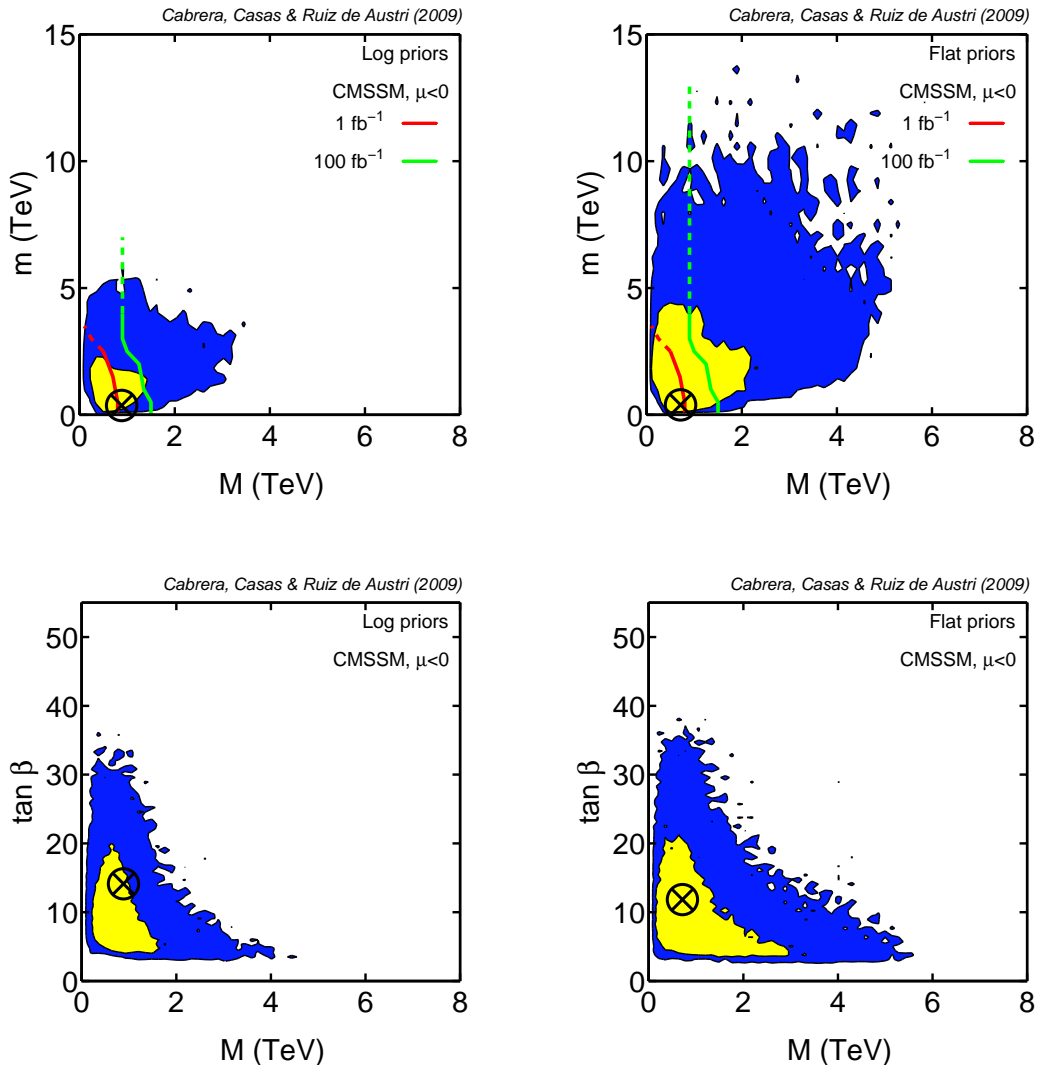 Cabrera, Casas & Ruiz de Austri (2009)
Log priors
CMSSM, μ<0
1 fb⁻¹
100 fb⁻¹
15
10
5
0
m (TeV)
0 2 4 6 8
M (TeV)
Cabrera, Casas & Ruiz de Austri (2009)
Flat priors
CMSSM, μ<0
1 fb⁻¹
100 fb⁻¹
15
10
5
0
m (TeV)
0 2 4 6 8
M (TeV)
Cabrera, Casas & Ruiz de Austri (2009)
Log priors
CMSSM, μ<0
50
40
30
20
10
0
tan β
0 2 4 6 8
M (TeV)
Cabrera, Casas & Ruiz de Austri (2009)
Flat priors
CMSSM, μ<0
50
40
30
20
10
0
tan β
0 2 4 6 8
M (TeV)